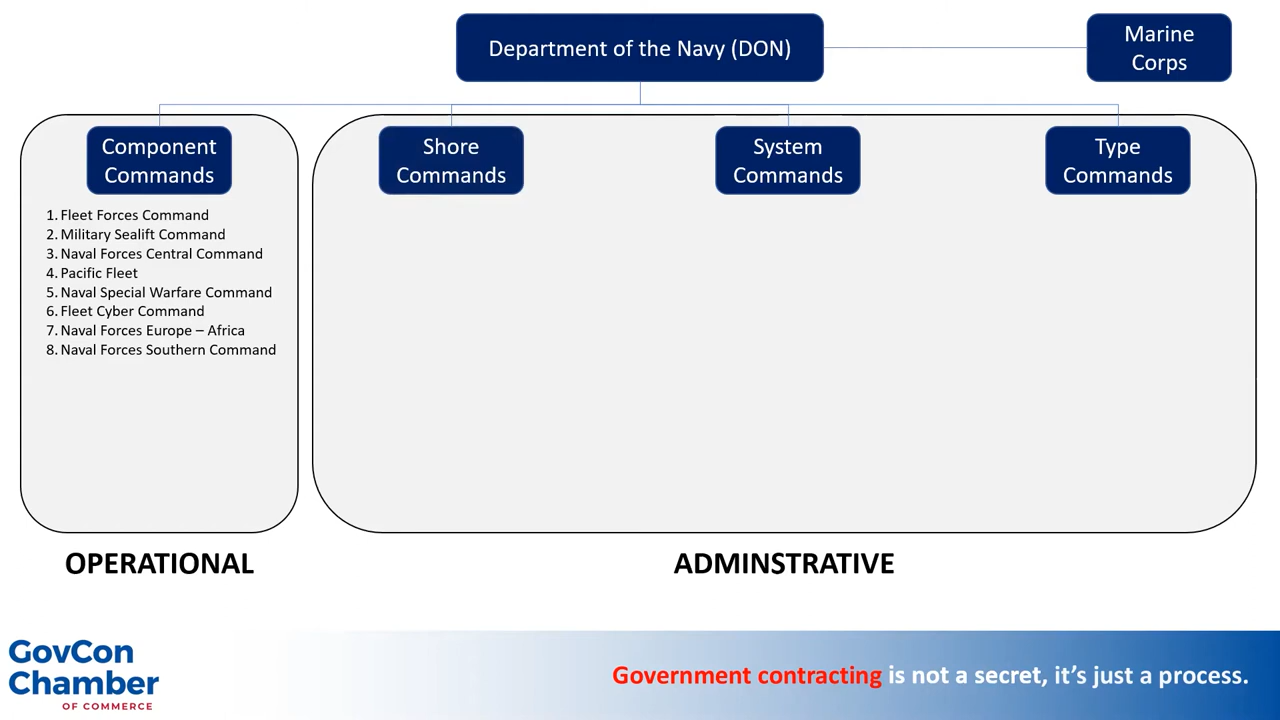 Department of the Navy (DON)
Marine
Corps
Component
Commands
Shore
Commands
System
Commands
Type
Commands
1. Fleet Forces Command
2. Military Sealift Command
3. Naval Forces Central Command
4. Pacific Fleet
5. Naval Special Warfare Command
6. Fleet Cyber Command
7. Naval Forces Europe – Africa
8. Naval Forces Southern Command
OPERATIONAL
ADMINSTRATIVE
GovCon
Chamber
OF COMMERCE
Government contracting is not a secret, it’s just a process.